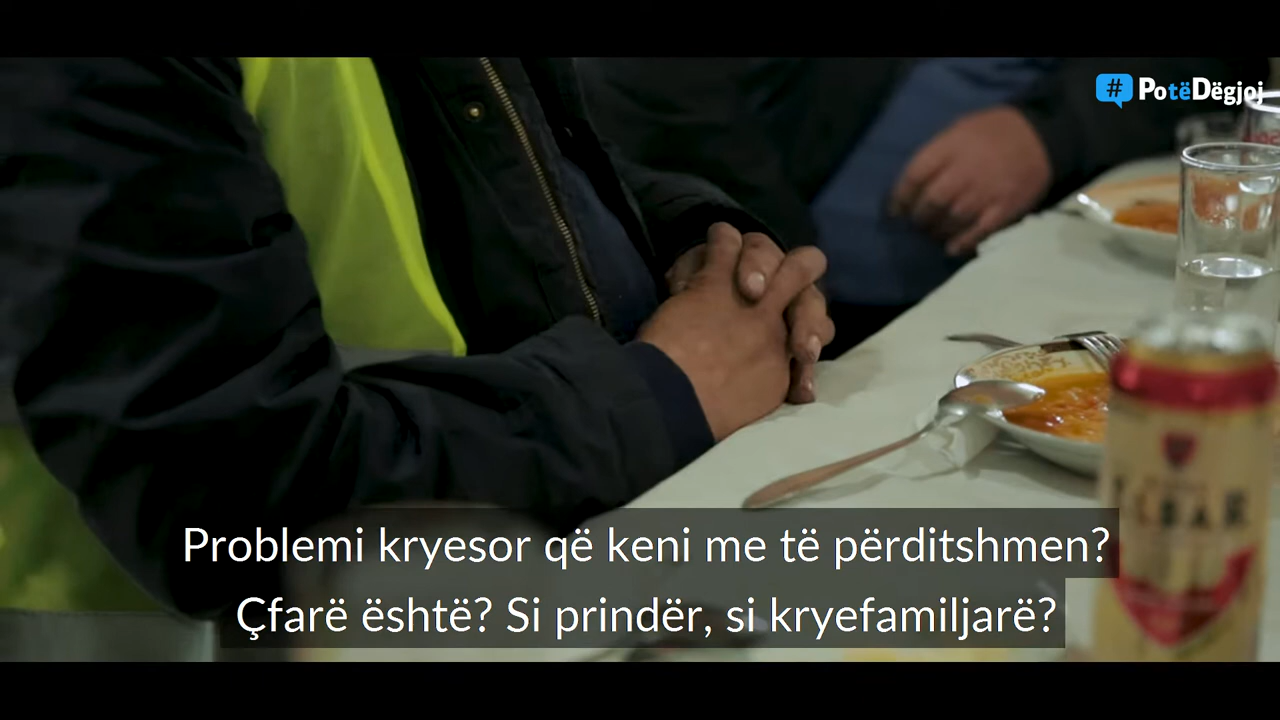 #PotëDëgjoj
Problemi kryesor që keni me të përditshmen?
Çfarë është? Si prindër, si kryefamiljarë?